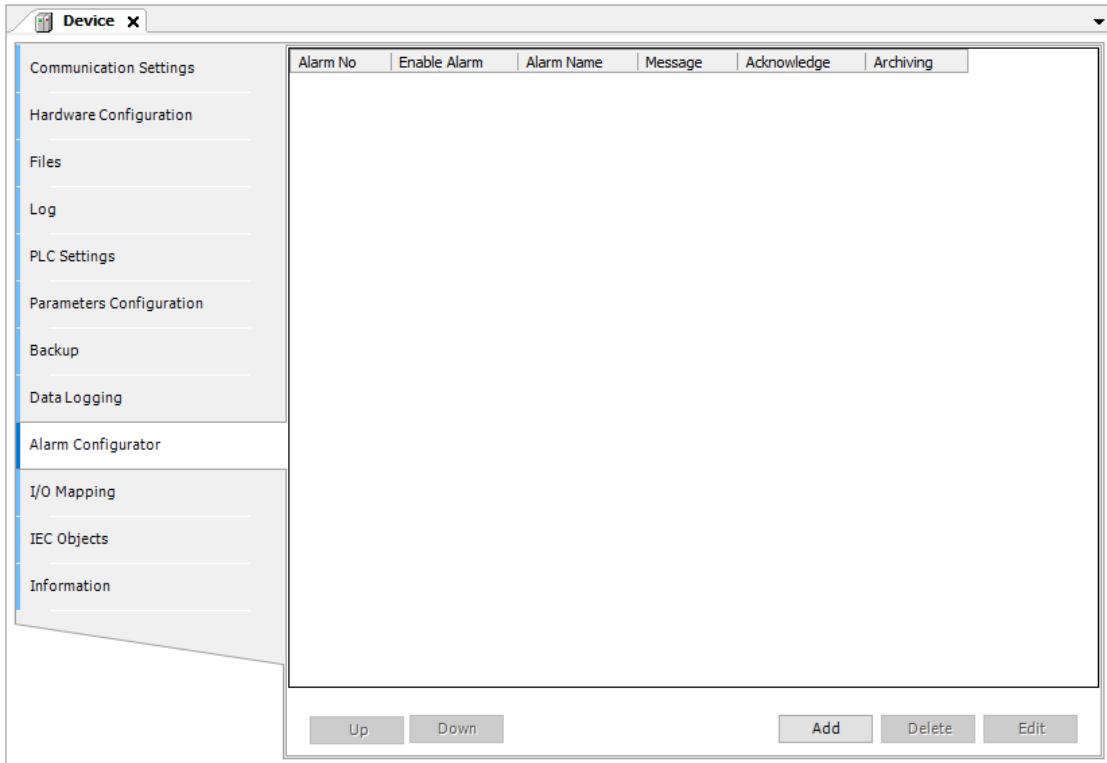 Device
Communication Settings
Hardware Configuration
Files
Log
PLC Settings
Parameters Configuration
Backup
Data Logging
Alarm Configurator
I/O Mapping
IEC Objects
Information
Alarm No Enable Alarm Alarm Name Message Acknowledge Archiving
Up Down Add Delete Edit